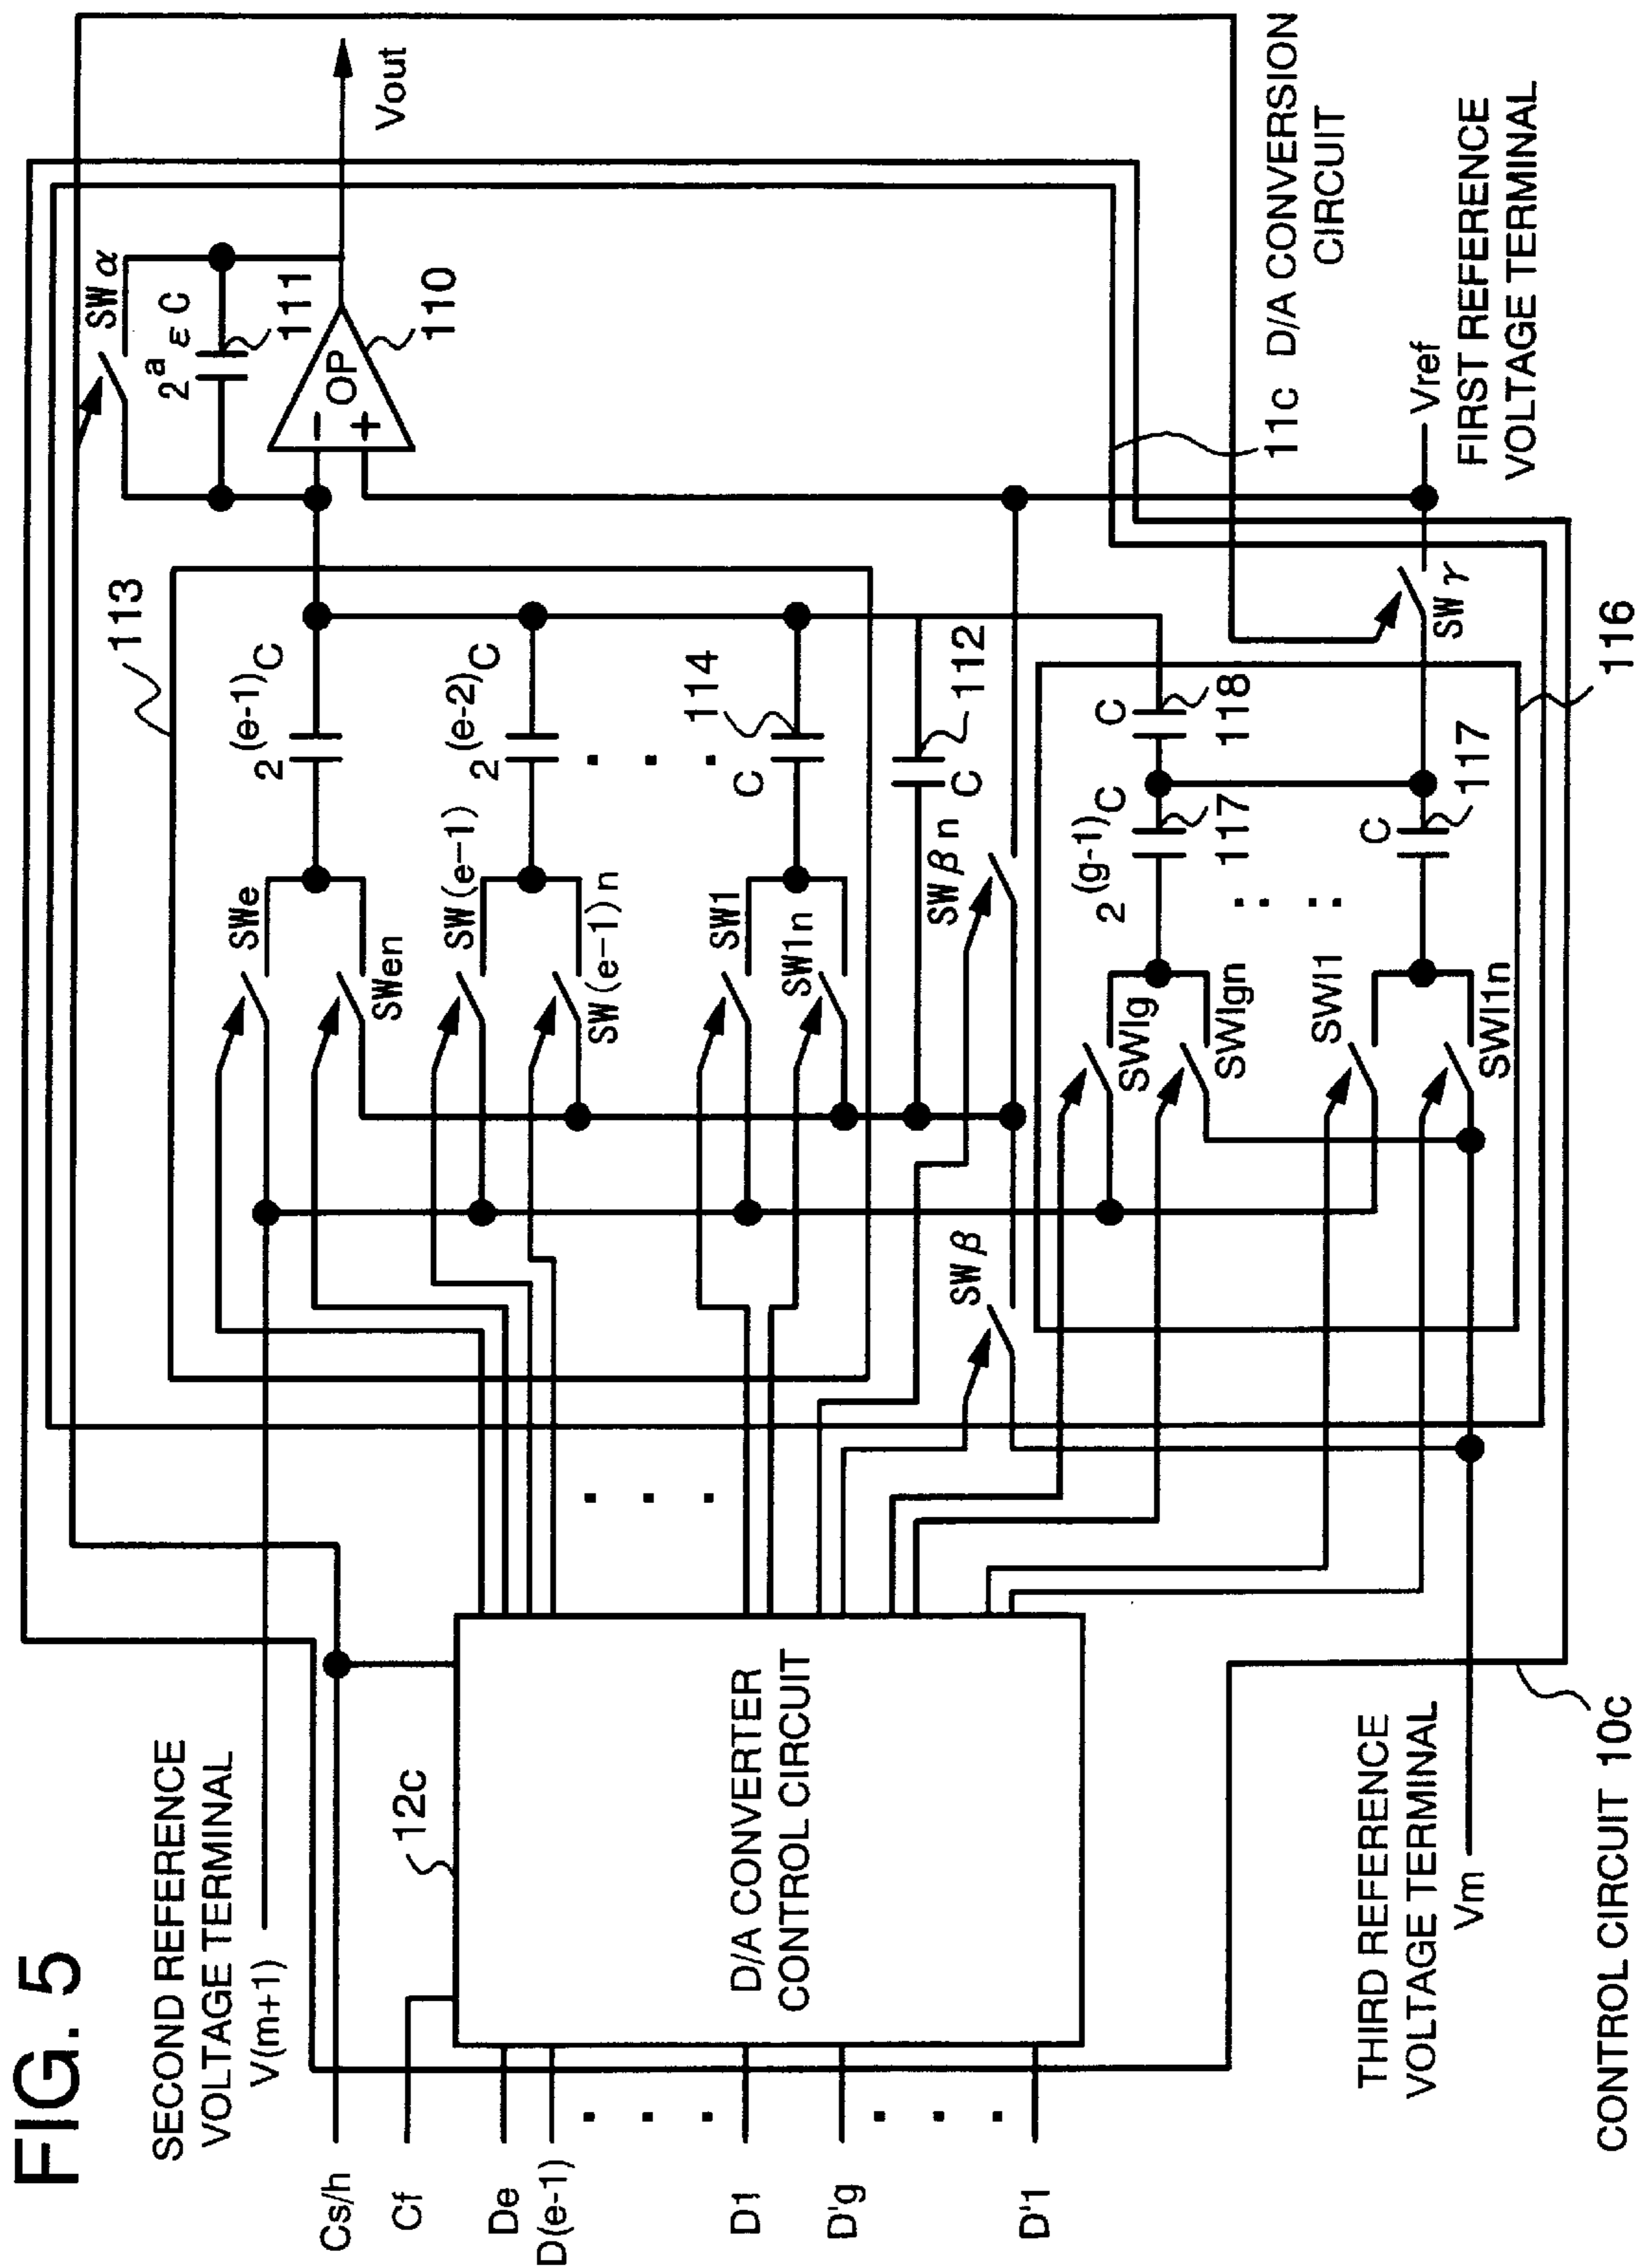 FIG. 5
SECOND REFERENCE
VOLTAGE TERMINAL
V(m+1)
Cs/h
Cf
De
D(e-1)
D1
D'g
D'1
12c
D/A CONVERTER
CONTROL CIRCUIT
THIRD REFERENCE
VOLTAGE TERMINAL
Vm
CONTROL CIRCUIT 10c
113
SWe
SWen
2(e-1)C
SW(e-1)
SW(e-1)n
2(e-2)C
SW1
SW1n
114
C
112
C
SWβn
SWβ
SWIg
SWIgn
2(g-1)C
117
C
118
SWI1
SWI1n
C
117
116
SWγ
SWα
2a εC
111
OP
−
+
110
Vout
11c D/A CONVERSION
CIRCUIT
Vref
FIRST REFERENCE
VOLTAGE TERMINAL